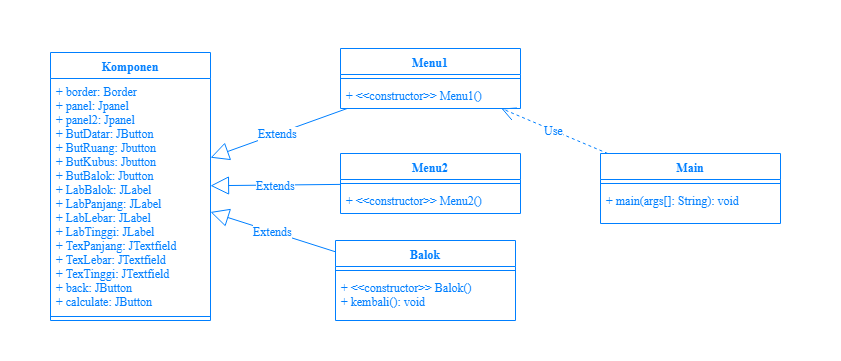 Komponen
+ border: Border
+ panel: Jpanel
+ panel2: Jpanel
+ ButDatar: JButton
+ ButRuang: Jbutton
+ ButKubus: Jbutton
+ ButBalok: Jbutton
+ LabBalok: JLabel
+ LabPanjang: JLabel
+ LabLebar: JLabel
+ LabTinggi: JLabel
+ TexPanjang: JTextfield
+ TexLebar: JTextfield
+ TexTinggi: JTextfield
+ back: JButton
+ calculate: JButton
Extends
Extends
Extends
Menu1
+ <<constructor>> Menu1()
Menu2
+ <<constructor>> Menu2()
Balok
+ <<constructor>> Balok()
+ kembali(): void
Use
Main
+ main(args[]: String): void